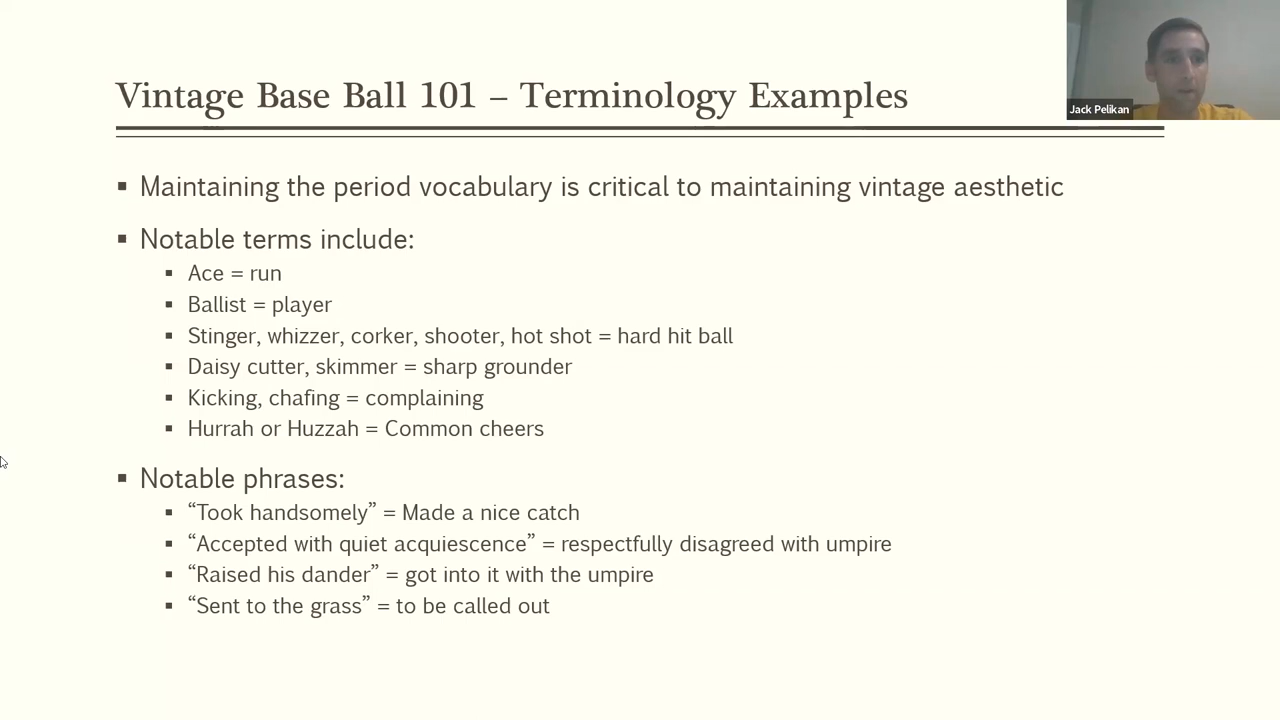 Vintage Base Ball 101 – Terminology Examples
Jack Pelikan
▪ Maintaining the period vocabulary is critical to maintaining vintage aesthetic
▪ Notable terms include:
▪ Ace = run
▪ Ballist = player
▪ Stinger, whizzer, corker, shooter, hot shot = hard hit ball
▪ Daisy cutter, skimmer = sharp grounder
▪ Kicking, chafing = complaining
▪ Hurrah or Huzzah = Common cheers
▪ Notable phrases:
▪ “Took handsomely” = Made a nice catch
▪ “Accepted with quiet acquiescence” = respectfully disagreed with umpire
▪ “Raised his dander” = got into it with the umpire
▪ “Sent to the grass” = to be called out